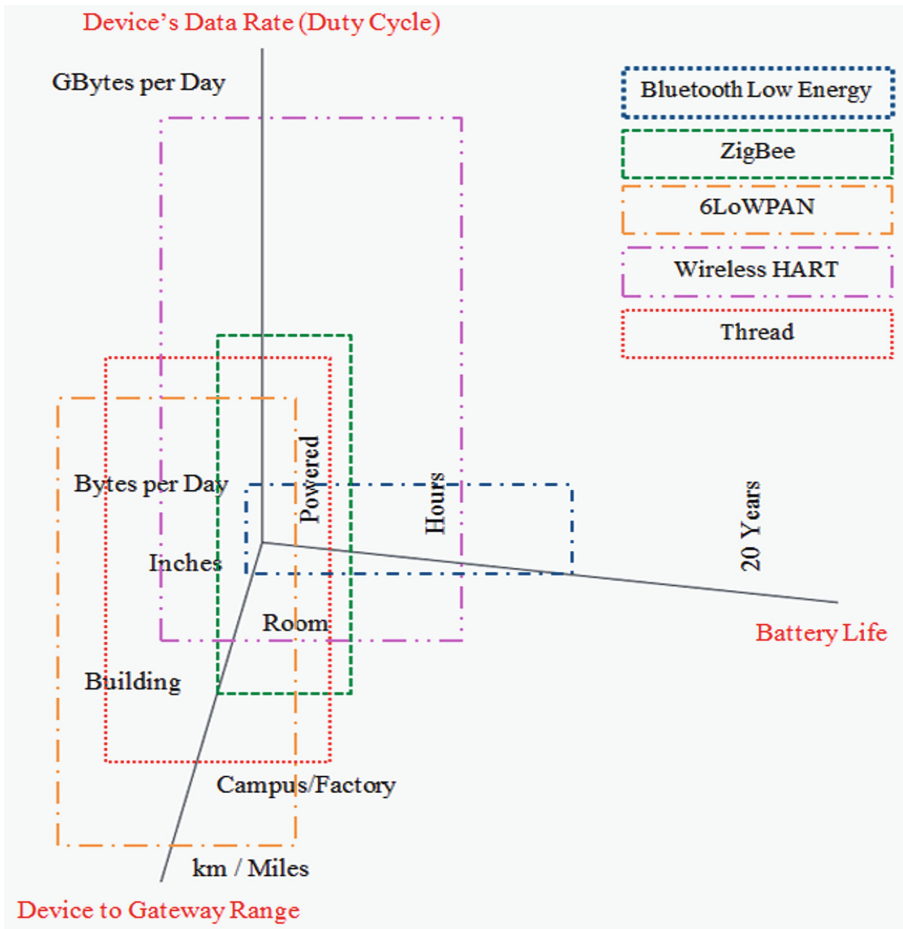 Device's Data Rate (Duty Cycle)
GBytes per Day
Bluetooth Low Energy
ZigBee
6LoWPAN
Wireless HART
Thread
Bytes per Day
Powered
Hours
20 Years
Inches
Room
Battery Life
Building
Campus/Factory
km / Miles
Device to Gateway Range